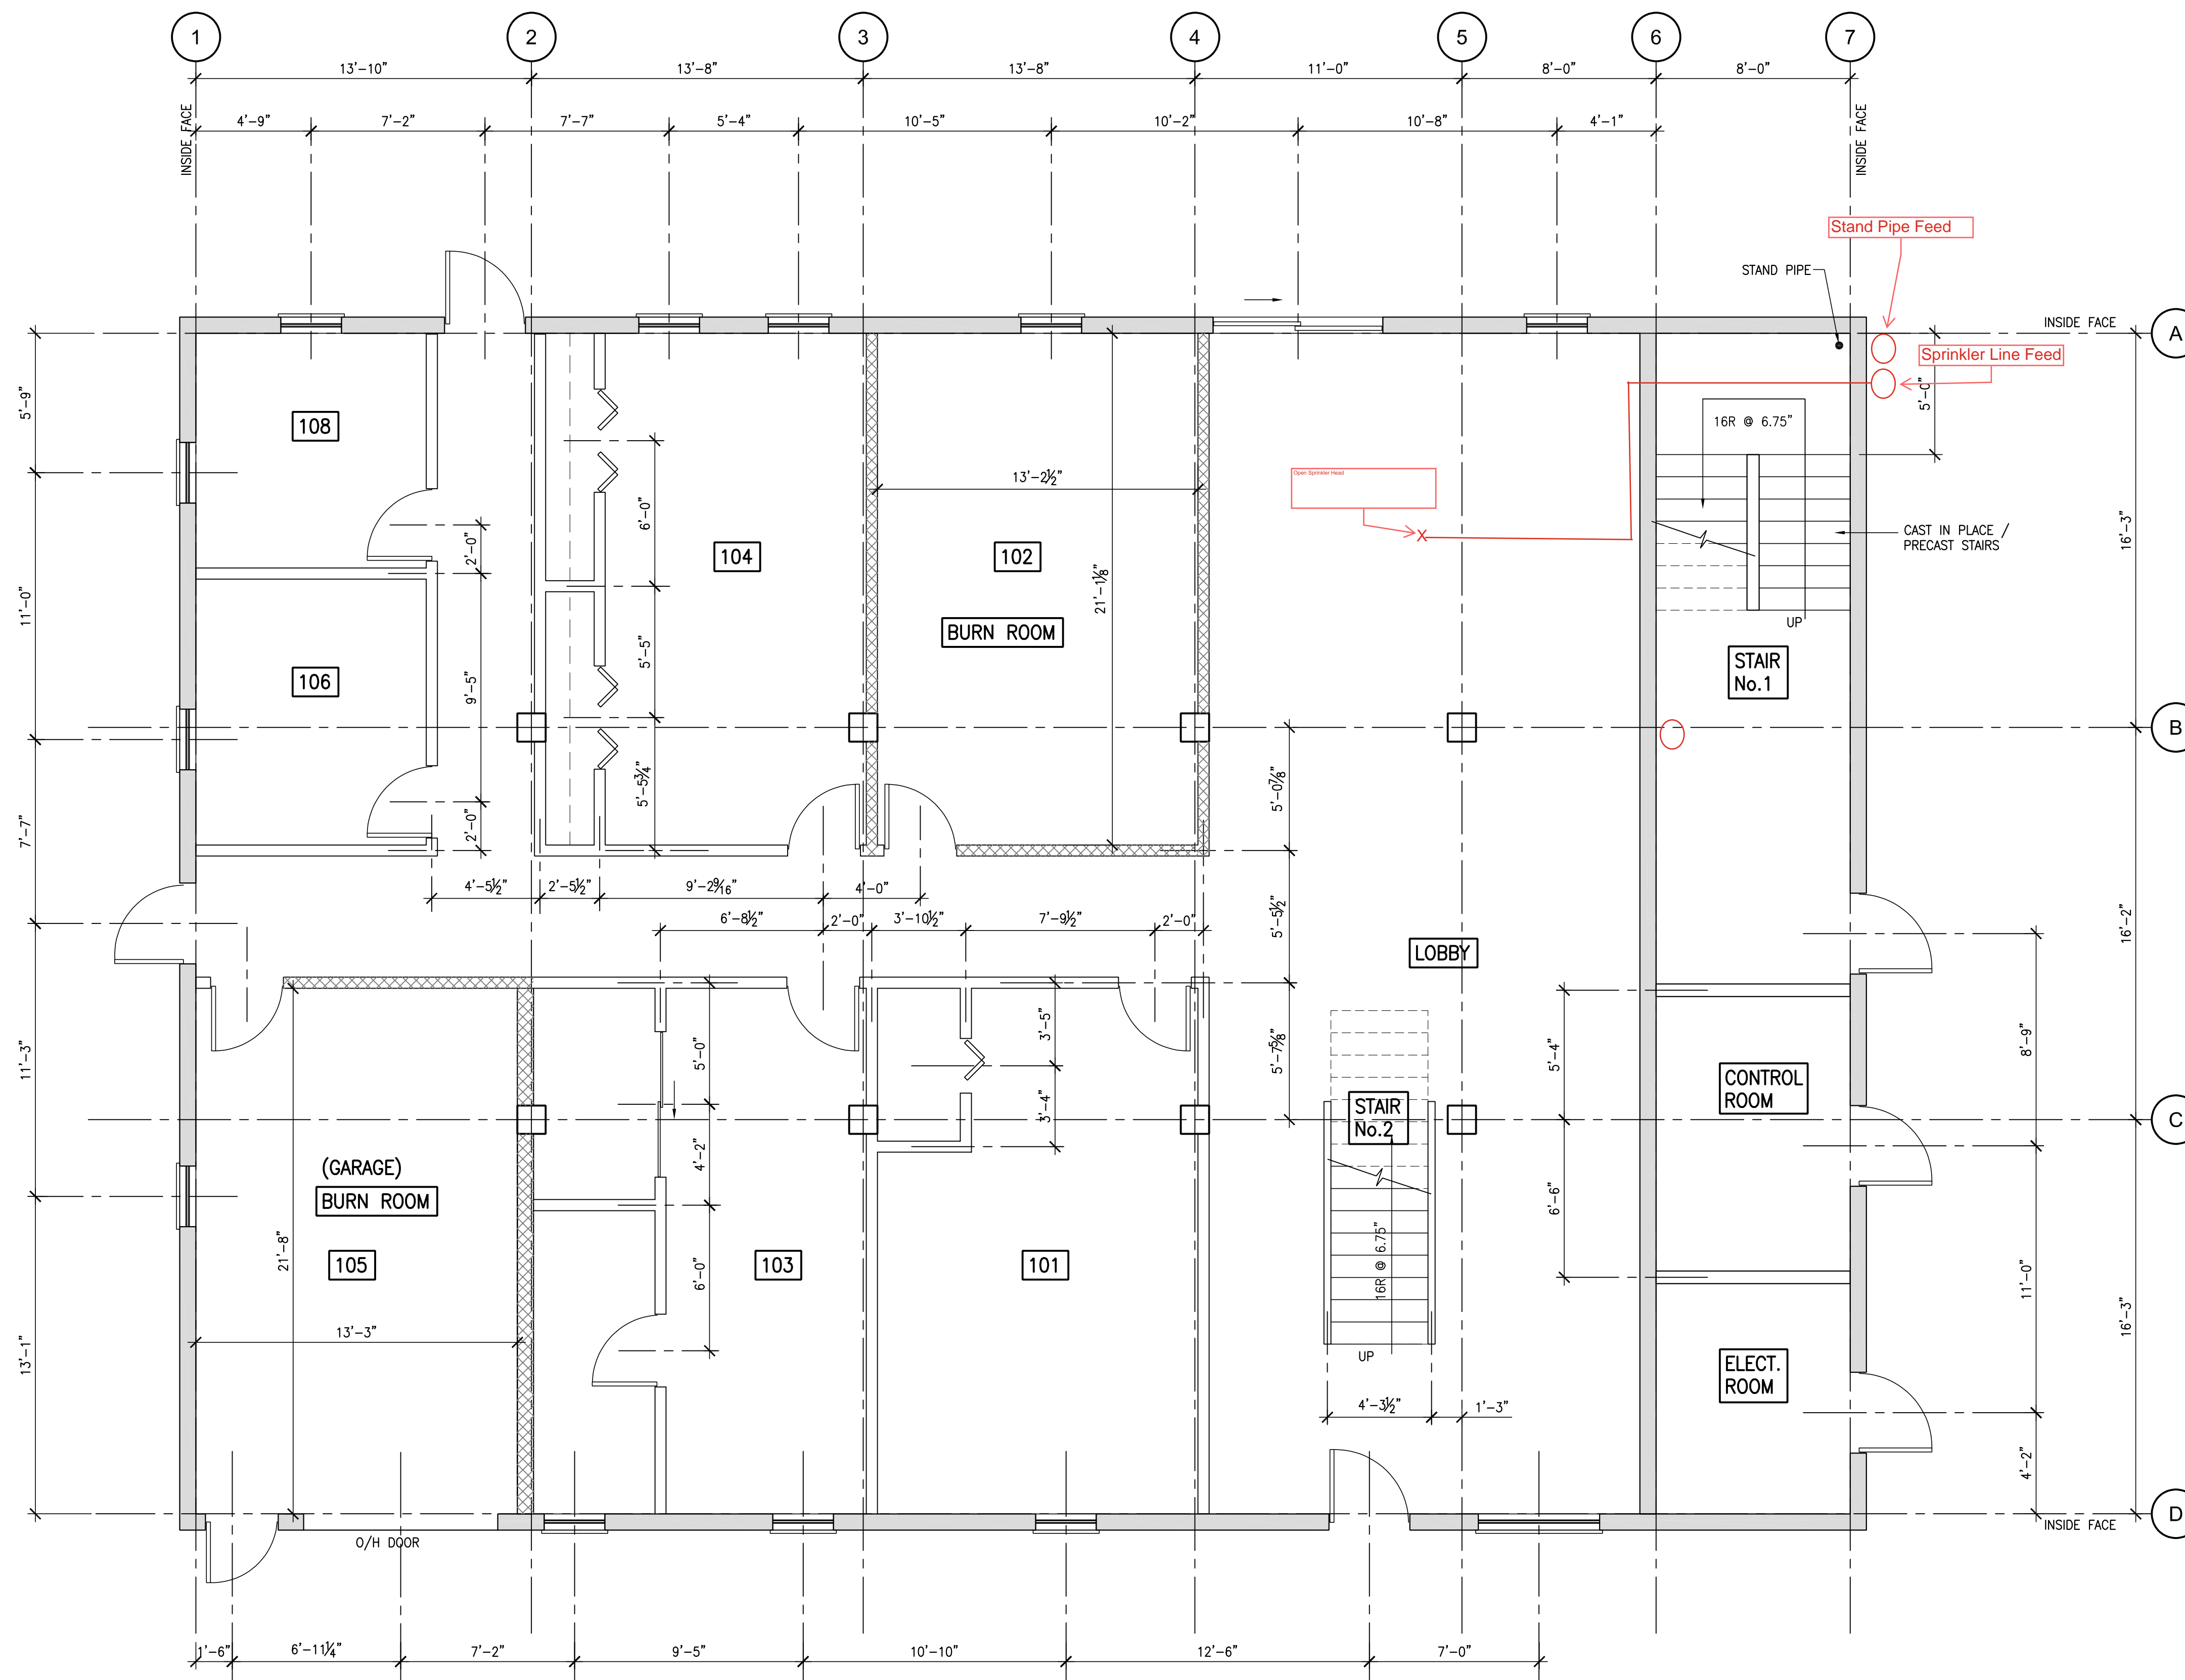 1 2 3 4 5 6 7
13'-10" 13'-8" 13'-8" 11'-0" 8'-0" 8'-0"
INSIDE FACE
INSIDE FACE
4'-9" 7'-2" 7'-7" 5'-4" 10'-5" 10'-2" 10'-8" 4'-1"
Stand Pipe Feed
STAND PIPE
INSIDE FACE
A
Sprinkler Line Feed
5'-9"
5'-0"
108
16R @ 6.75"
Open Sprinkler Head
13'-2½"
6'-0"
2'-0"
104
102
21'-1⅛"
CAST IN PLACE /
PRECAST STAIRS
16'-3"
11'-0"
BURN ROOM
UP
5'-5"
STAIR
No.1
106
9'-5"
B
5'-5¾"
5'-0⅞"
7'-7"
2'-0"
4'-5½" 2'-5½" 9'-2⁹⁄₁₆" 4'-0"
6'-8½" 2'-0" 3'-10½" 7'-9½" 2'-0"
5'-5½"
16'-2"
LOBBY
11'-3"
5'-0"
3'-5"
5'-7⅝"
5'-4"
8'-9"
CONTROL
ROOM
STAIR
No.2
3'-4"
C
4'-2"
(GARAGE)
BURN ROOM
6'-6"
21'-8"
105
103
101
6'-0"
16R @ 6.75"
11'-0"
13'-3"
13'-1"
16'-3"
UP
ELECT.
ROOM
4'-3½" 1'-3"
4'-2"
D
INSIDE FACE
O/H DOOR
1'-6" 6'-11¼" 7'-2" 9'-5" 10'-10" 12'-6" 7'-0"